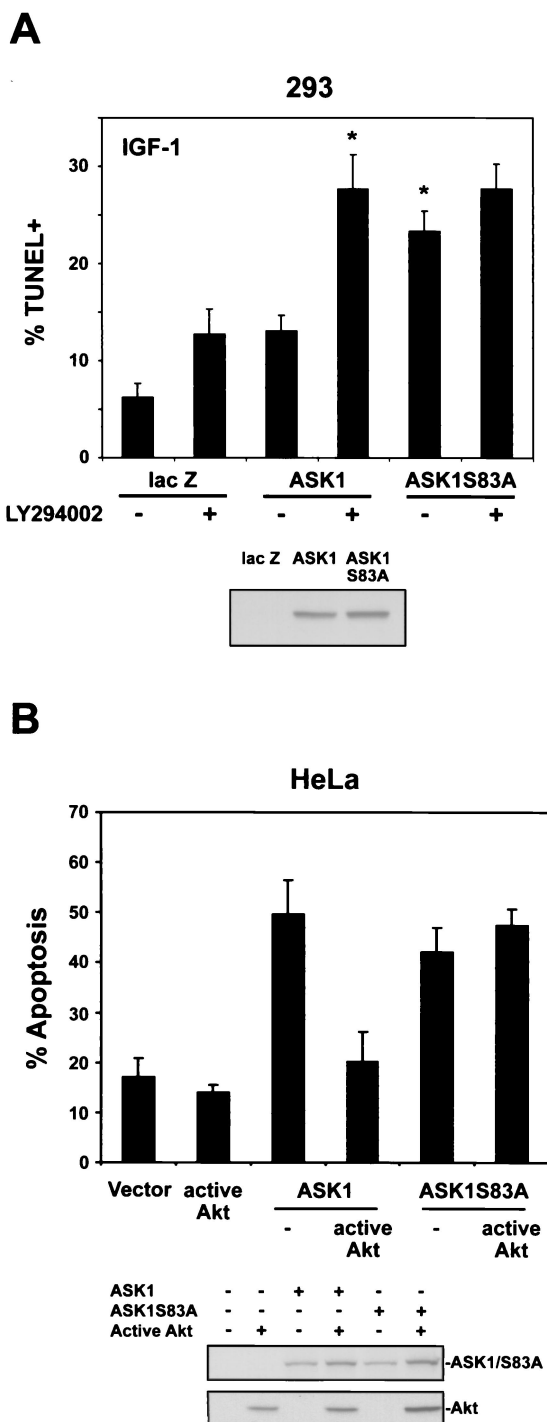 A
293
IGF-1
% TUNEL+
30
20
10
0
* *
lac Z ASK1 ASK1S83A
LY294002 - + - + - +
lac Z ASK1 ASK1
S83A
B
HeLa
% Apoptosis
70
60
50
40
30
20
10
0
Vector active ASK1 ASK1S83A
Akt - active - active
Akt Akt
ASK1 - - + + - -
ASK1S83A - - - - + +
Active Akt - + - + - +
-ASK1/S83A
-Akt